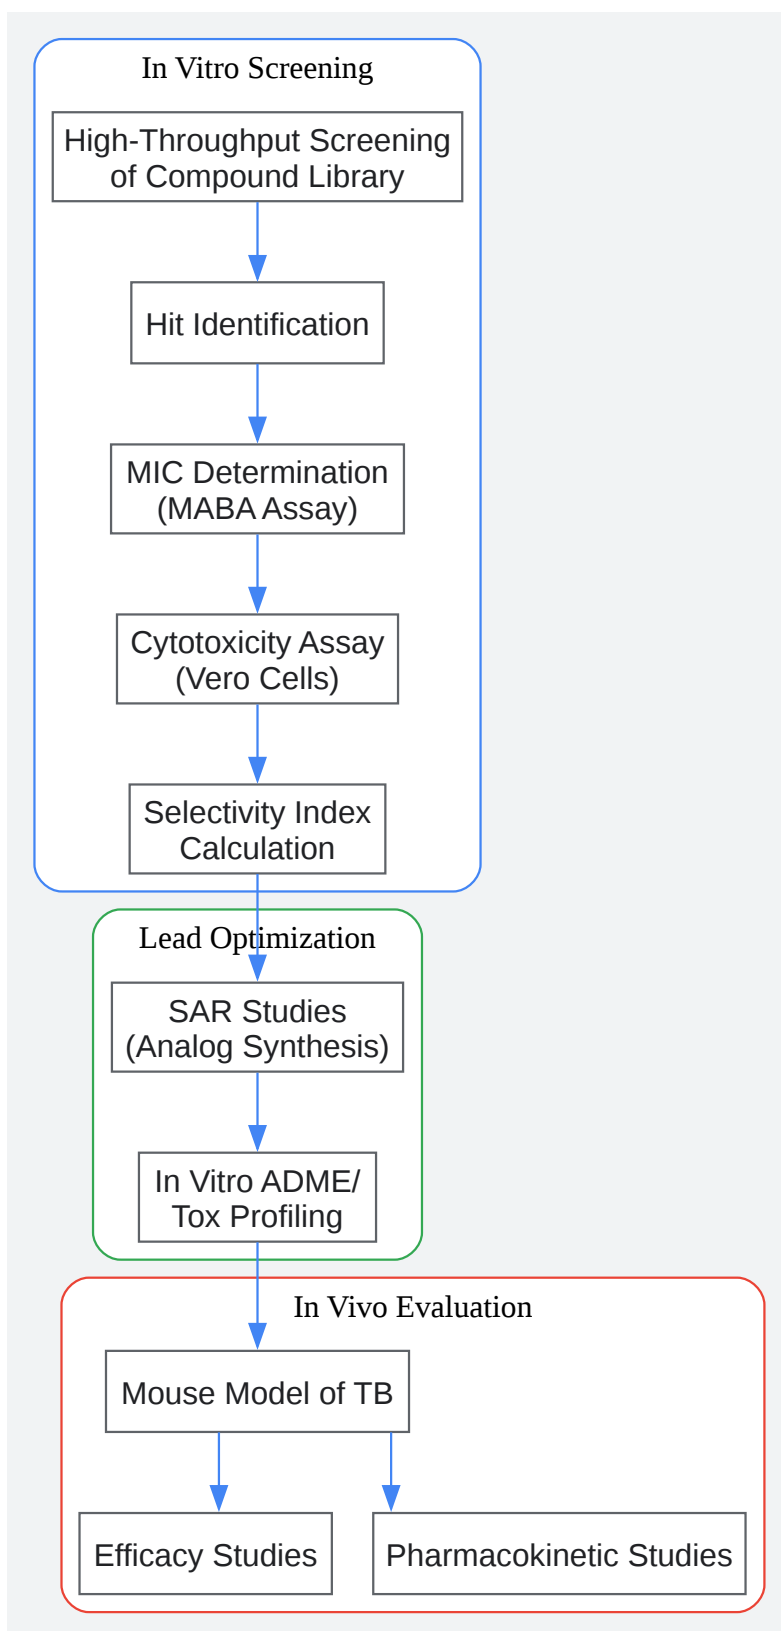 In Vitro Screening
High-Throughput Screening
of Compound Library
Hit Identification
MIC Determination
(MABA Assay)
Cytotoxicity Assay
(Vero Cells)
Selectivity Index
Calculation
Lead Optimization
SAR Studies
(Analog Synthesis)
In Vitro ADME/
Tox Profiling
In Vivo Evaluation
Mouse Model of TB
Efficacy Studies
Pharmacokinetic Studies